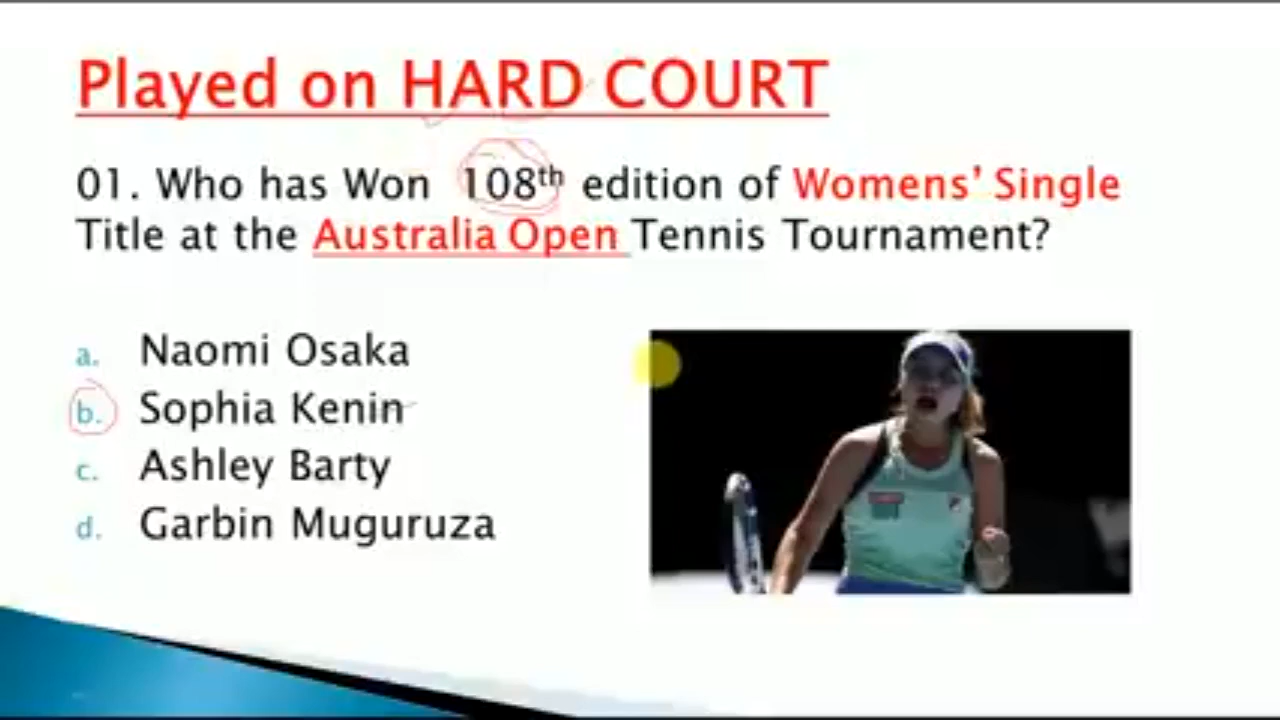 Played on HARD COURT
01. Who has Won 108th edition of Womens' Single
Title at the Australia Open Tennis Tournament?
a. Naomi Osaka
b. Sophia Kenin
c. Ashley Barty
d. Garbin Muguruza